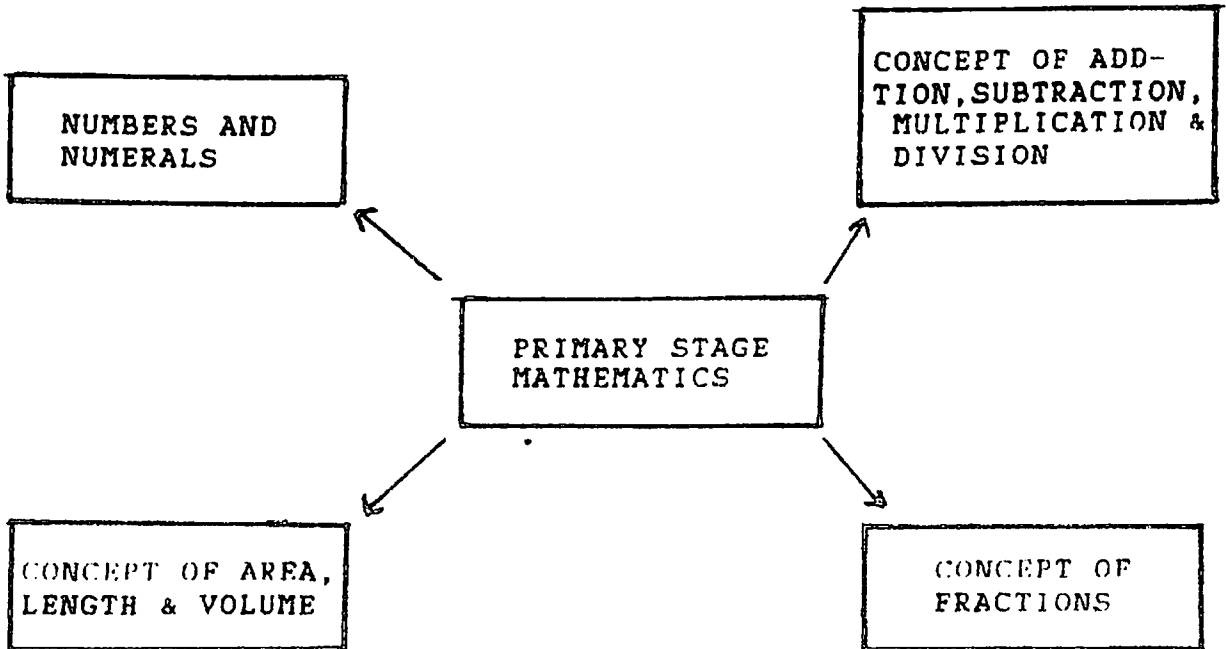 NUMBERS AND
NUMERALS
CONCEPT OF ADD-
TION,SUBTRACTION,
MULTIPLICATION &
DIVISION
PRIMARY STAGE
MATHEMATICS
CONCEPT OF AREA,
LENGTH & VOLUME
CONCEPT OF
FRACTIONS